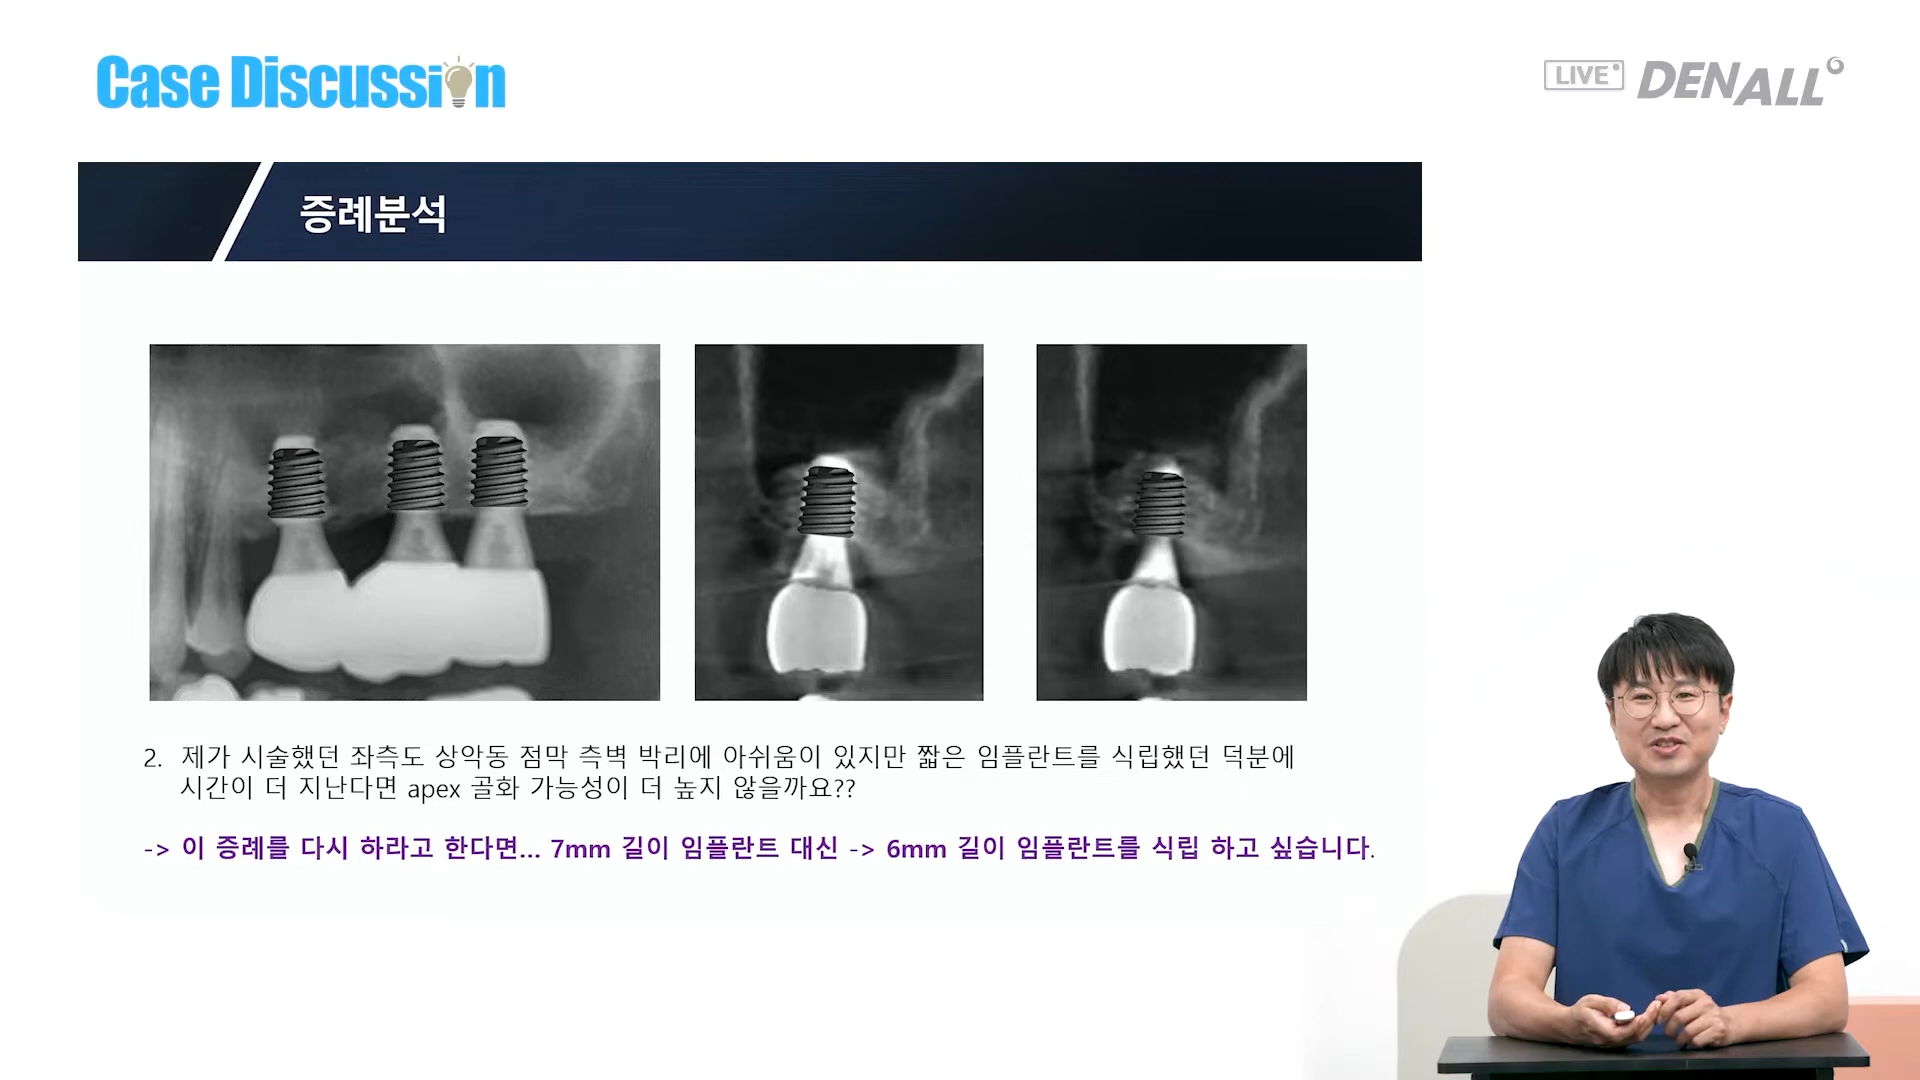 Case Discussion
LIVE DENALL
증례분석
2. 제가 시술했던 좌측도 상악동 점막 측벽 박리에 아쉬움이 있지만 짧은 임플란트를 식립했던 덕분에
시간이 더 지난다면 apex 골화 가능성이 더 높지 않을까요??
-> 이 증례를 다시 하라고 한다면... 7mm 길이 임플란트 대신 -> 6mm 길이 임플란트를 식립 하고 싶습니다.